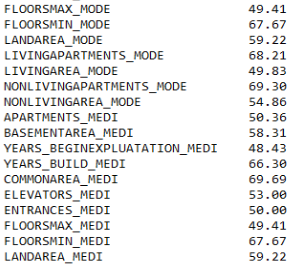 FLOORSMAX_MODE 49.41
FLOORSMIN_MODE 67.67
LANDAREA_MODE 59.22
LIVINGAPARTMENTS_MODE 68.21
LIVINGAREA_MODE 49.83
NONLIVINGAPARTMENTS_MODE 69.30
NONLIVINGAREA_MODE 54.86
APARTMENTS_MEDI 50.36
BASEMENTAREA_MEDI 58.31
YEARS_BEGINEXPLUATATION_MEDI 48.43
YEARS_BUILD_MEDI 66.30
COMMONAREA_MEDI 69.69
ELEVATORS_MEDI 53.00
ENTRANCES_MEDI 50.00
FLOORSMAX_MEDI 49.41
FLOORSMIN_MEDI 67.67
LANDAREA_MEDI 59.22